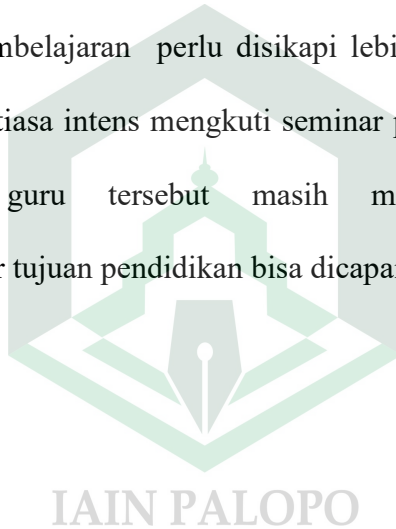 mbelajaran perlu disikapi lebi
tiasa intens mengkuti seminar p
guru tersebut masih m
r tujuan pendidikan bisa dicapa
IAIN PALOPO